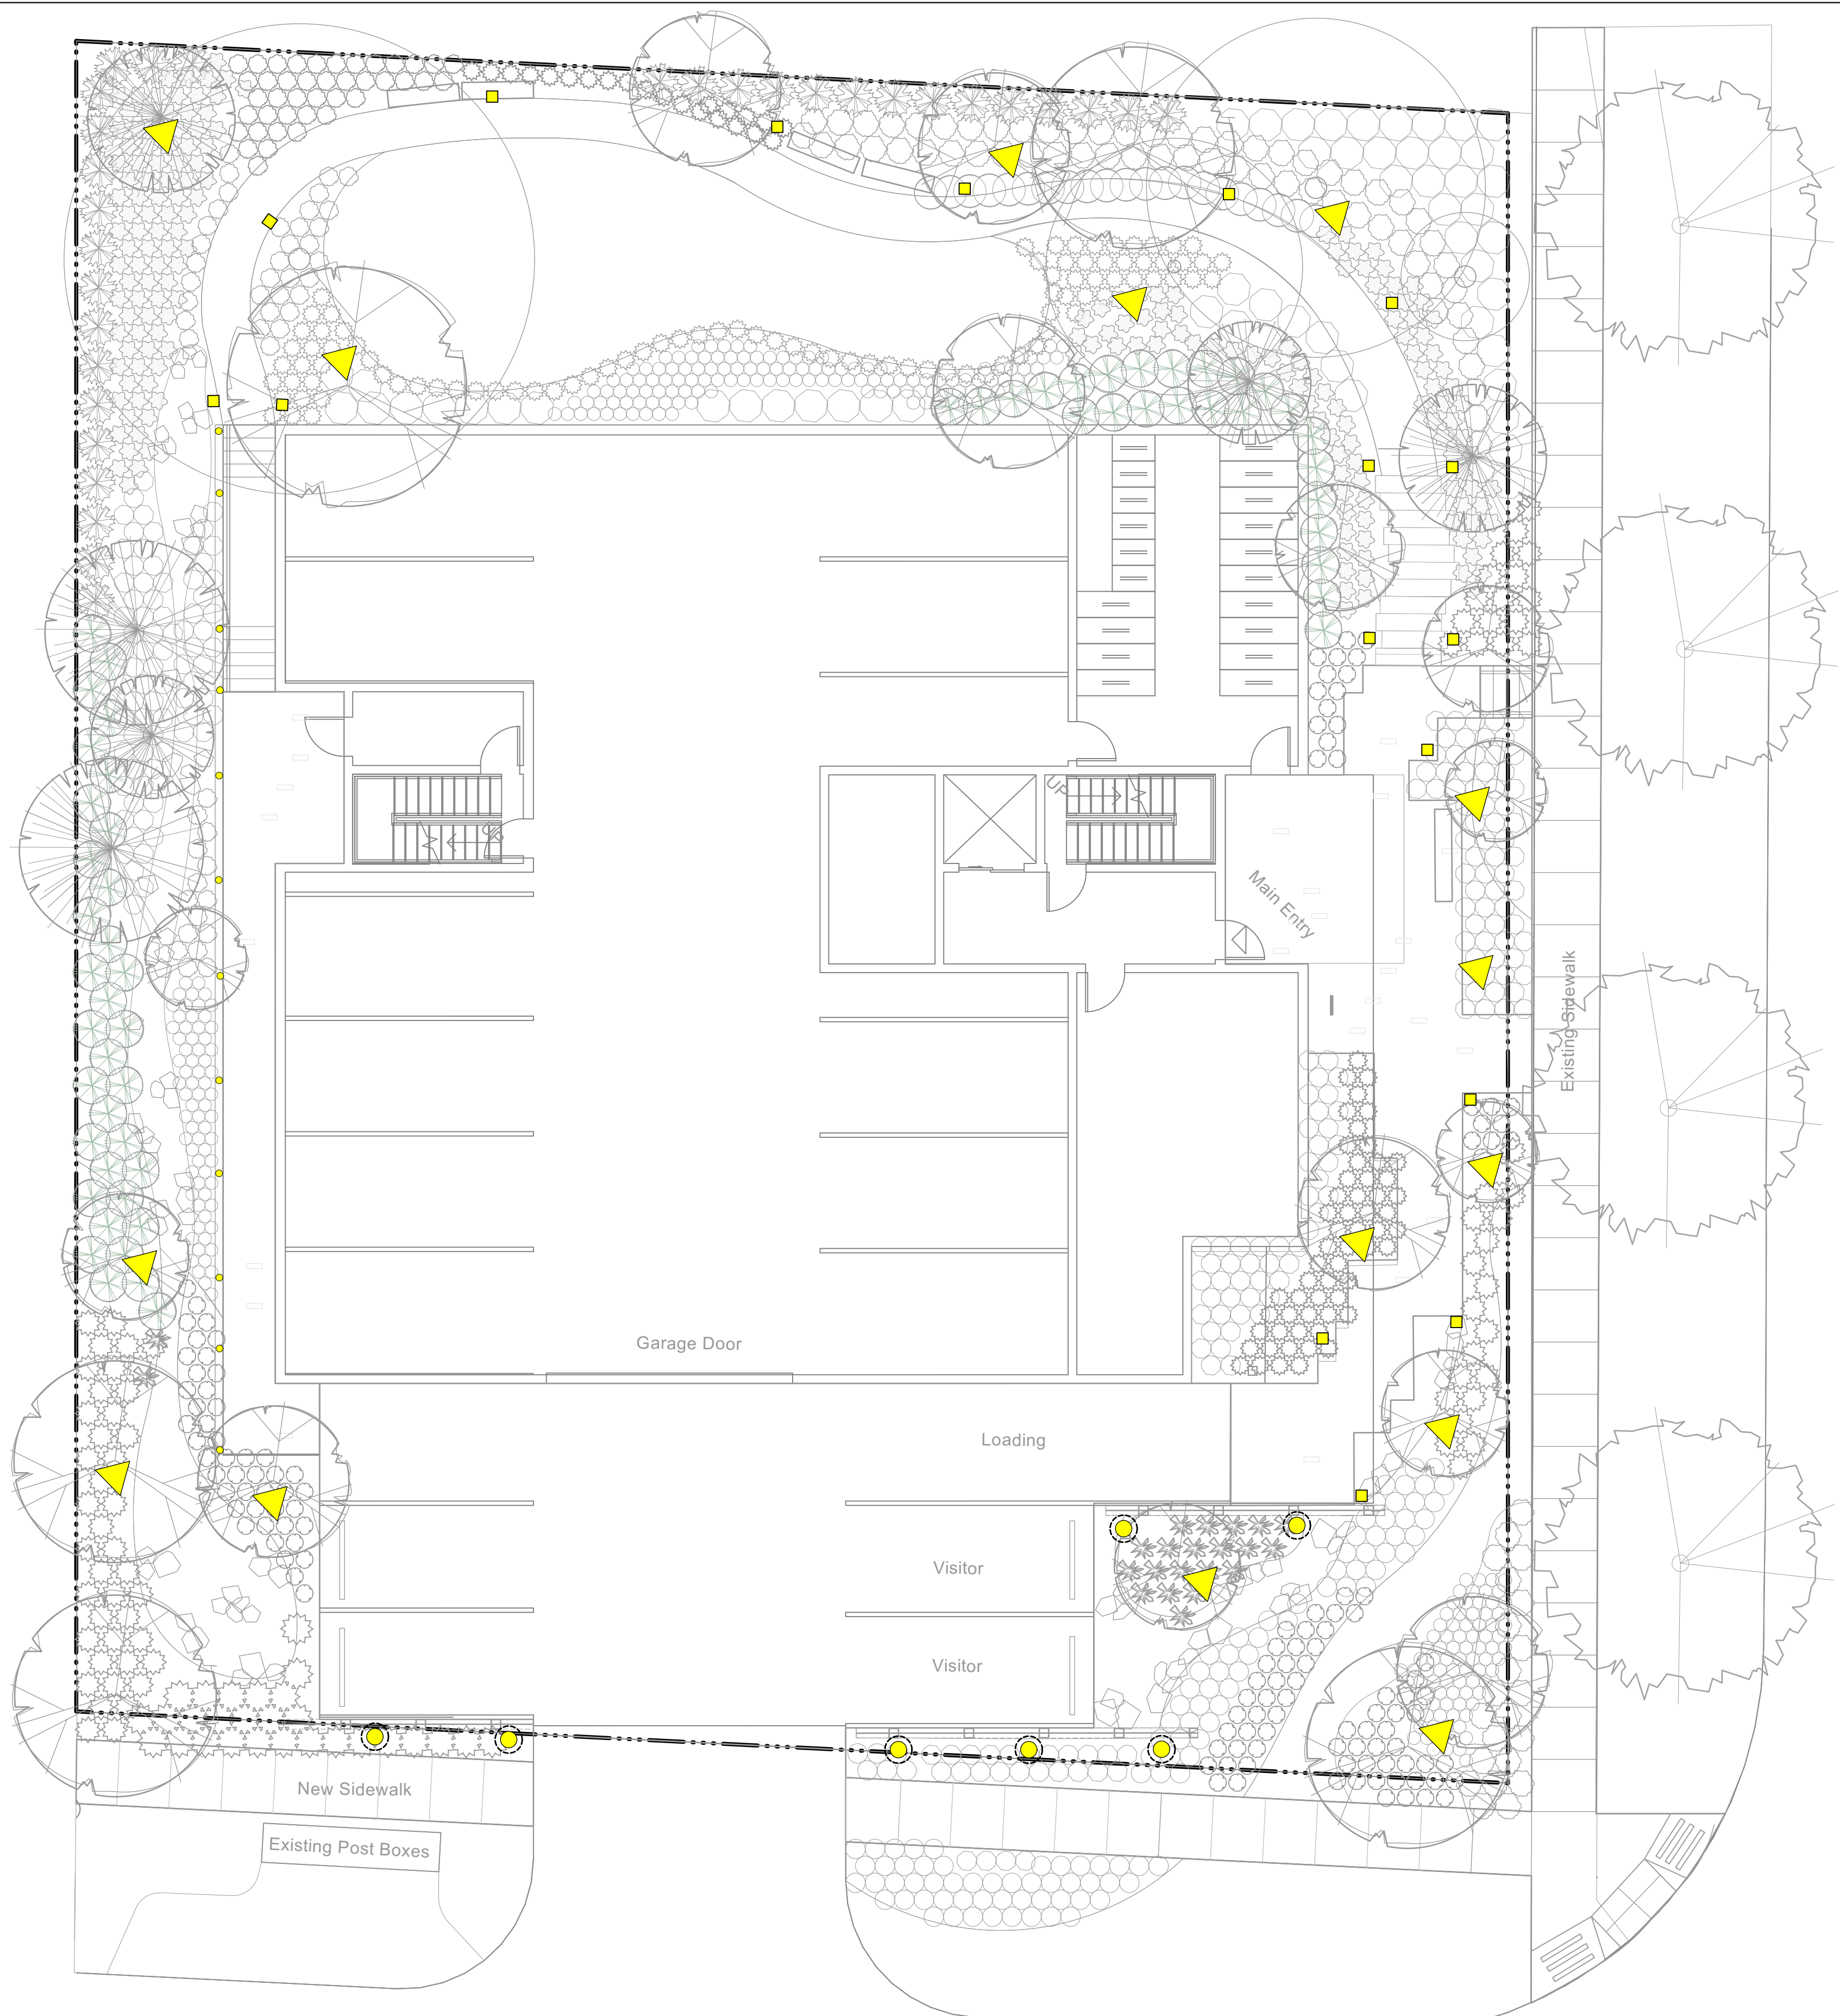 UP
Main Entry
Existing Sidewalk
Garage Door
Loading
Visitor
Visitor
New Sidewalk
Existing Post Boxes